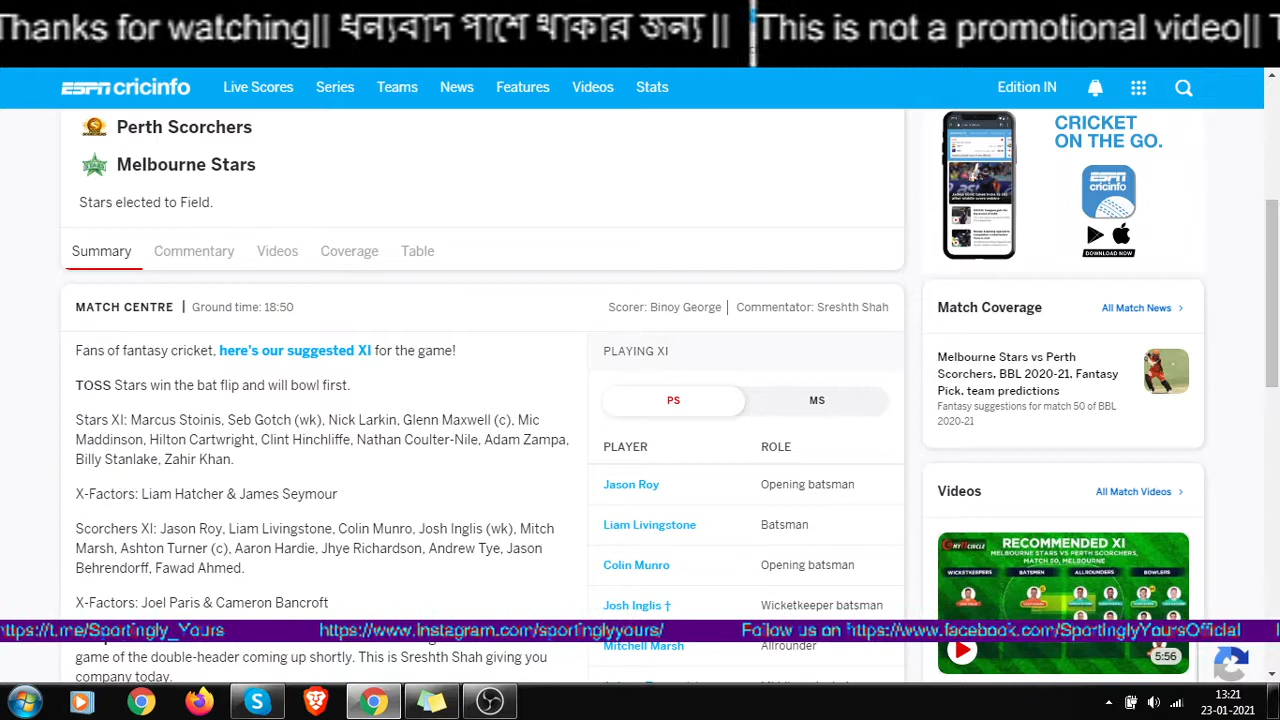 Thanks for watching|| ধন্যবাদ পাশে থাকার জন্য || This is not a promotional video|| T
ESPN cricinfo Live Scores Series Teams News Features Videos Stats Edition IN
Perth Scorchers
Melbourne Stars
Stars elected to Field.
Summary Commentary Videos Coverage Table
MATCH CENTRE | Ground time: 18:50 Scorer: Binoy George | Commentator: Sreshth Shah
Fans of fantasy cricket, here's our suggested XI for the game!
TOSS Stars win the bat flip and will bowl first.
Stars XI: Marcus Stoinis, Seb Gotch (wk), Nick Larkin, Glenn Maxwell (c), Mic
Maddinson, Hilton Cartwright, Clint Hinchliffe, Nathan Coulter-Nile, Adam Zampa,
Billy Stanlake, Zahir Khan.
X-Factors: Liam Hatcher & James Seymour
Scorchers XI: Jason Roy, Liam Livingstone, Colin Munro, Josh Inglis (wk), Mitch
Marsh, Ashton Turner (c), Aaron Hardie, Jhye Richardson, Andrew Tye, Jason
Behrendorff, Fawad Ahmed.
X-Factors: Joel Paris & Cameron Bancroft
game of the double-header coming up shortly. This is Sreshth Shah giving you
company today.
PLAYING XI
PS MS
PLAYER ROLE
Jason Roy Opening batsman
Liam Livingstone Batsman
Colin Munro Opening batsman
Josh Inglis † Wicketkeeper batsman
Mitchell Marsh Allrounder
CRICKET
ON THE GO.
ESPN
cricinfo
DOWNLOAD NOW
Match Coverage All Match News >
Melbourne Stars vs Perth
Scorchers, BBL 2020-21, Fantasy
Pick, team predictions
Fantasy suggestions for match 50 of BBL
2020-21
Videos All Match Videos >
MY11CIRCLE RECOMMENDED XI
MELBOURNE STARS VS PERTH SCORCHERS,
MATCH 50, MELBOURNE
WICKETKEEPERS BATSMEN ALLROUNDERS BOWLERS
5:56
https://t.me/Sportingly_Yours https://www.instagram.com/sportinglyyours/ Follow us on https://www.facebook.com/SportinglyYoursOfficial
13:21
23-01-2021